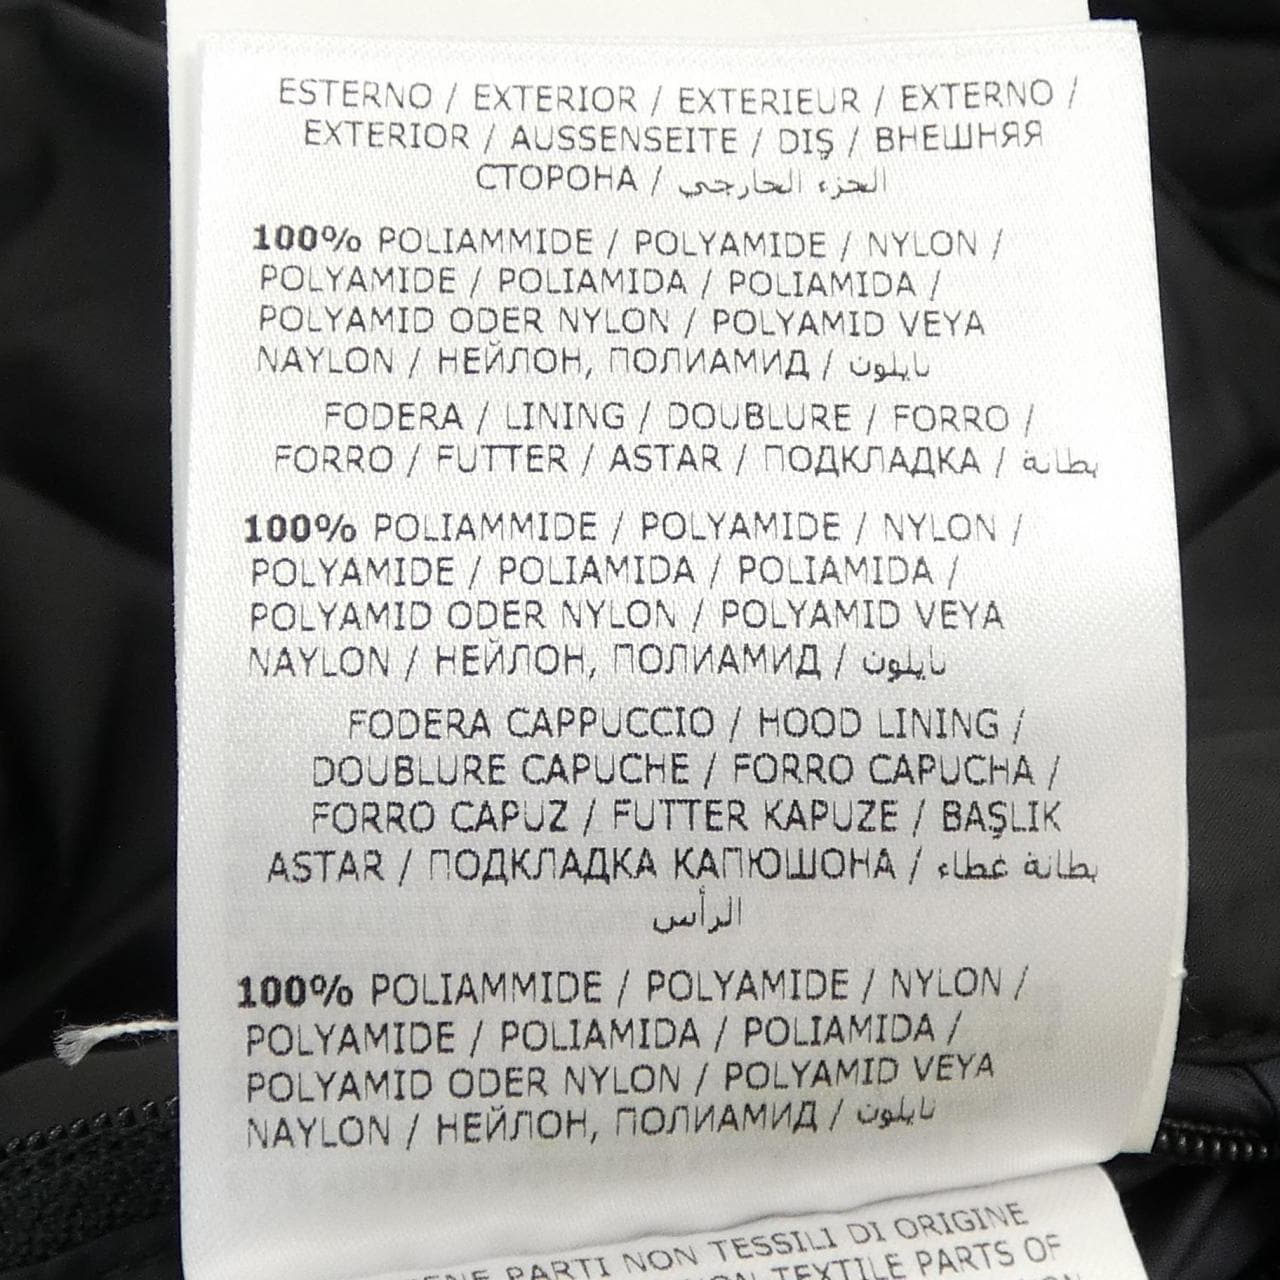 ESTERNO / EXTERIOR / EXTERIEUR / EXTERNO /
EXTERIOR / AUSSENSEITE / DIŞ / ВНЕШНЯЯ
СТОРОНА / الجزء الخارجي
100% POLIAMMIDE / POLYAMIDE / NYLON /
POLYAMIDE / POLIAMIDA / POLIAMIDA /
POLYAMID ODER NYLON / POLYAMID VEYA
NAYLON / НЕЙЛОН, ПОЛИАМИД / نايلون
FODERA / LINING / DOUBLURE / FORRO /
FORRO / FUTTER / ASTAR / ПОДКЛАДКА / بطانة
100% POLIAMMIDE / POLYAMIDE / NYLON /
POLYAMIDE / POLIAMIDA / POLIAMIDA /
POLYAMID ODER NYLON / POLYAMID VEYA
NAYLON / НЕЙЛОН, ПОЛИАМИД / نايلون
FODERA CAPPUCCIO / HOOD LINING /
DOUBLURE CAPUCHE / FORRO CAPUCHA /
FORRO CAPUZ / FUTTER KAPUZE / BAŞLIK
ASTAR / ПОДКЛАДКА КАПЮШОНА / بطانة غطاء
الرأس
100% POLIAMMIDE / POLYAMIDE / NYLON /
POLYAMIDE / POLIAMIDA / POLIAMIDA /
POLYAMID ODER NYLON / POLYAMID VEYA
NAYLON / НЕЙЛОН, ПОЛИАМИД / نايلون
PARTI NON TESSILI DI ORIGINE
TEXTILE PARTS OF